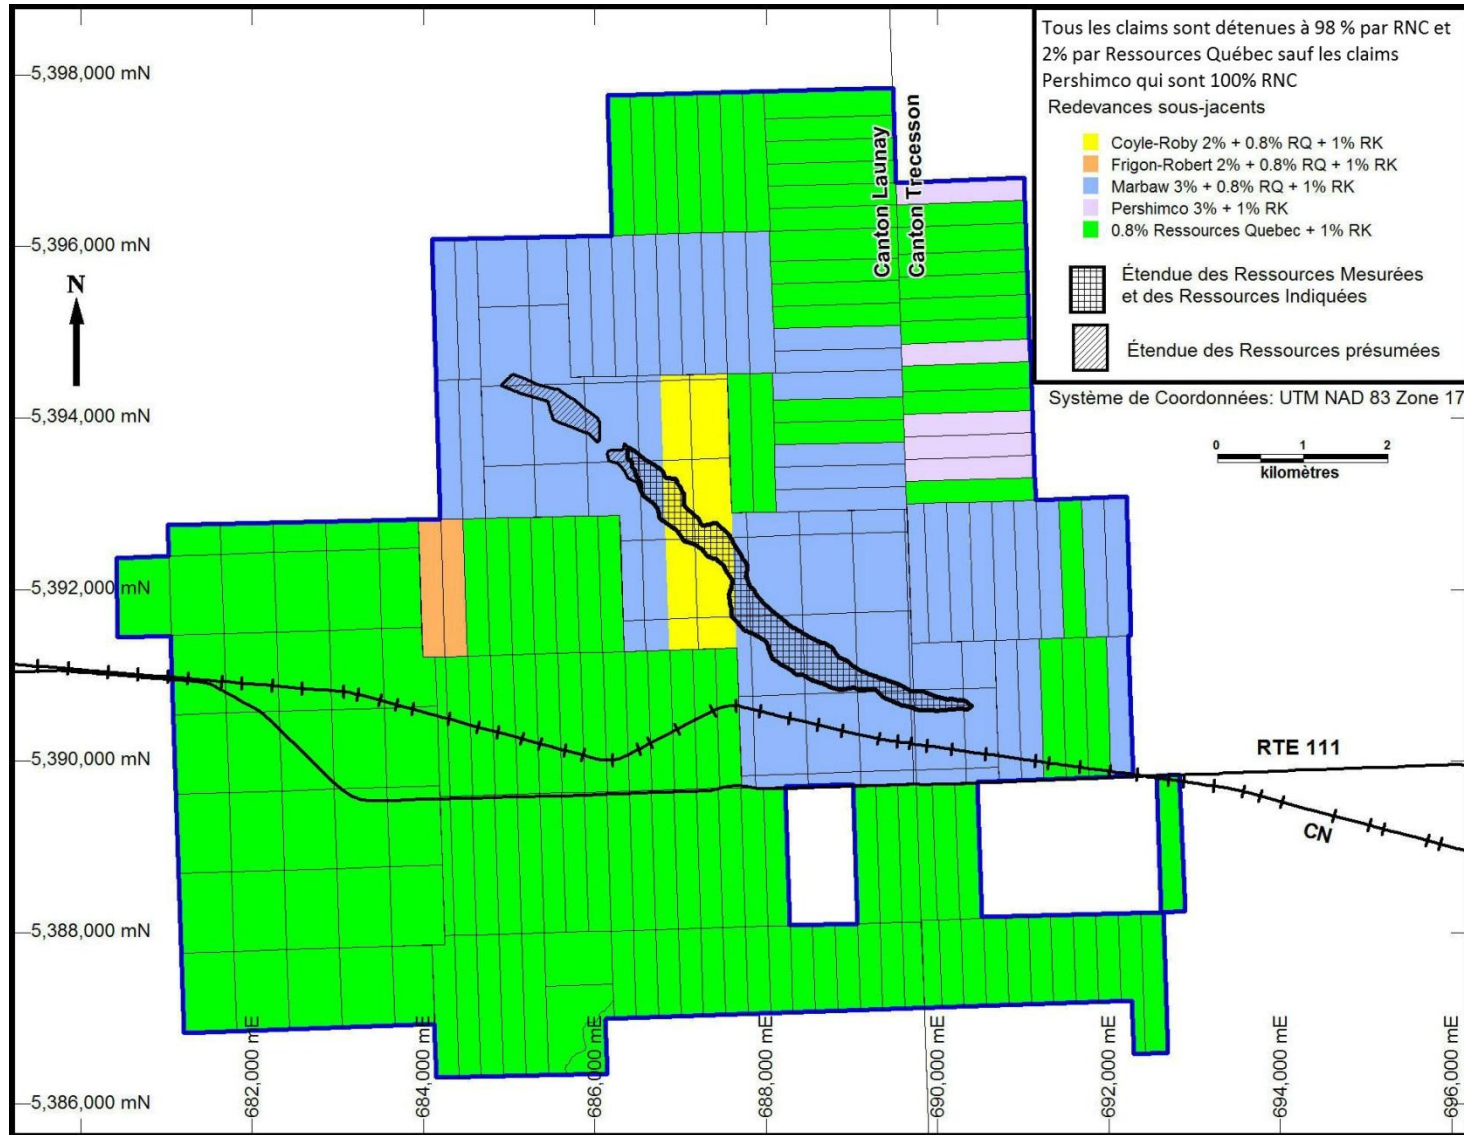 Tous les claims sont détenues à 98 % par RNC et
2% par Ressources Québec sauf les claims
Pershimco qui sont 100% RNC
Redevances sous-jacents
Coyle-Roby 2% + 0.8% RQ + 1% RK
Frigon-Robert 2% + 0.8% RQ + 1% RK
Marbaw 3% + 0.8% RQ + 1% RK
Pershimco 3% + 1% RK
0.8% Ressources Quebec + 1% RK
Étendue des Ressources Mesurées
et des Ressources Indiquées
Étendue des Ressources présumées
Système de Coordonnées: UTM NAD 83 Zone 17
0 1 2
kilomètres
5,398,000 mN
5,396,000 mN
N
5,394,000 mN
5,392,000 mN
5,390,000 mN
5,388,000 mN
5,386,000 mN
Canton Launay
Canton Trecesson
RTE 111
CN
682,000 mE
684,000 mE
686,000 mE
688,000 mE
690,000 mE
692,000 mE
694,000 mE
696,000 mE